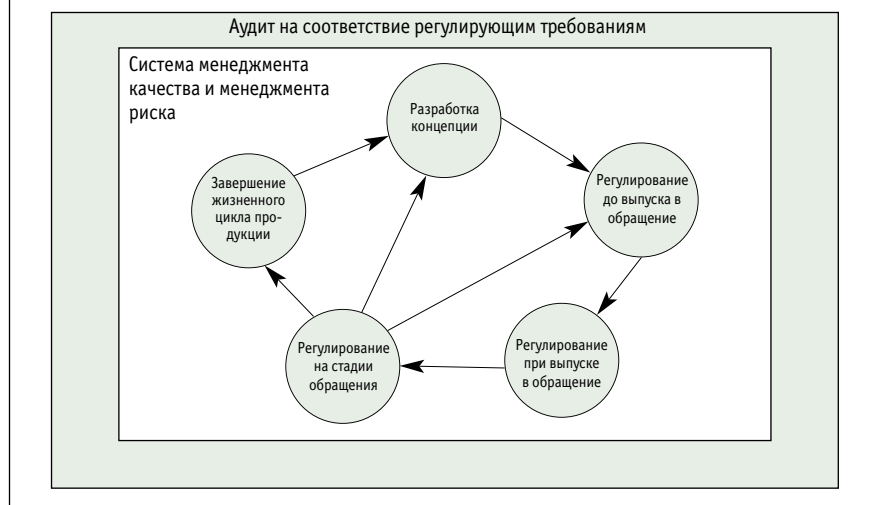 Аудит на соответствие регулирующим требованиям
Система менеджмента
качества и менеджмента
риска
Разработка
концепции
Завершение
жизненного
цикла про-
дукции
Регулирование
до выпуска в
обращение
Регулирование
на стадии
обращения
Регулирование
при выпуске
в обращение